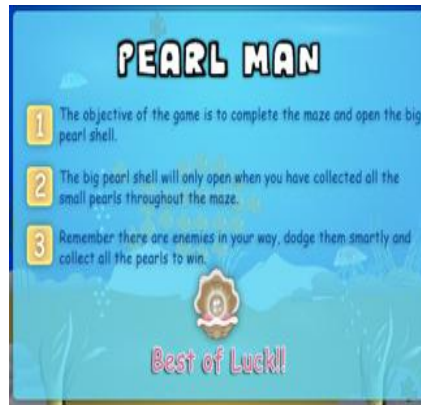 PEARL MAN
1 The objective of the game is to complete the maze and open the big
pearl shell.
2 The big pearl shell will only open when you have collected all the
small pearls throughout the maze.
3 Remember there are enemies in your way, dodge them smartly and
collect all the pearls to win.
Best of Luck!!